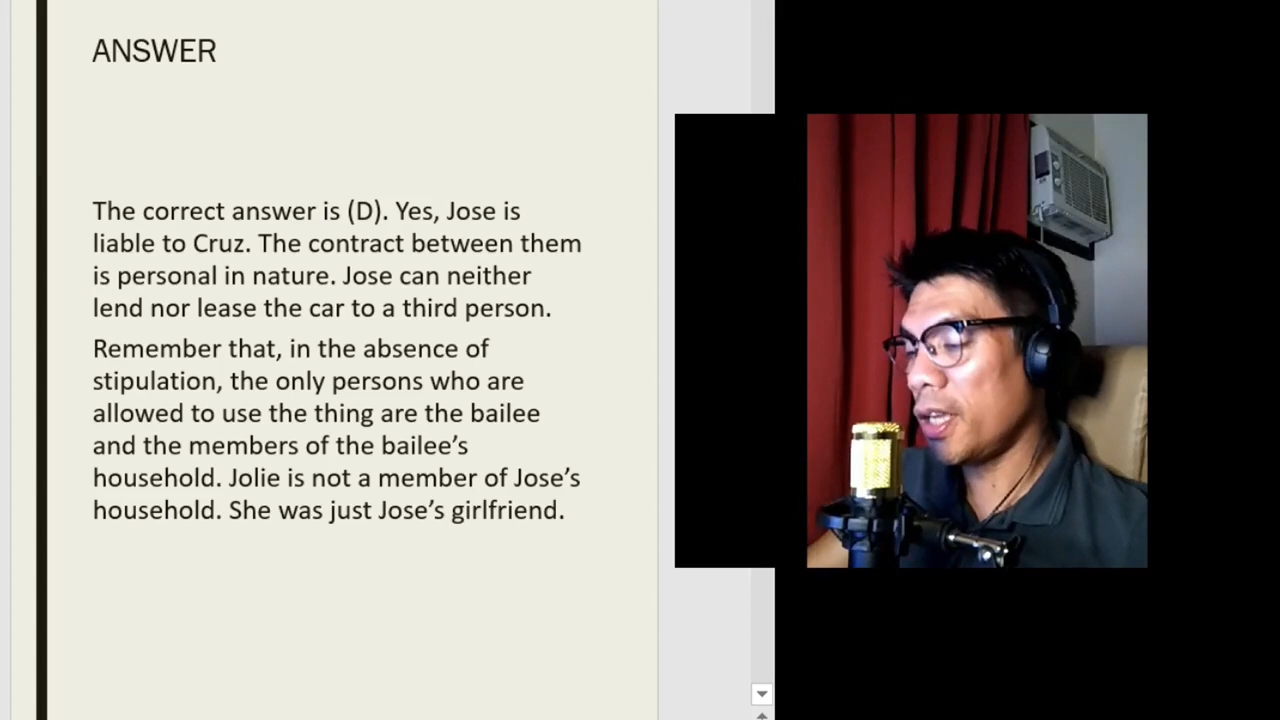 ANSWER
The correct answer is (D). Yes, Jose is
liable to Cruz. The contract between them
is personal in nature. Jose can neither
lend nor lease the car to a third person.
Remember that, in the absence of
stipulation, the only persons who are
allowed to use the thing are the bailee
and the members of the bailee’s
household. Jolie is not a member of Jose’s
household. She was just Jose’s girlfriend.